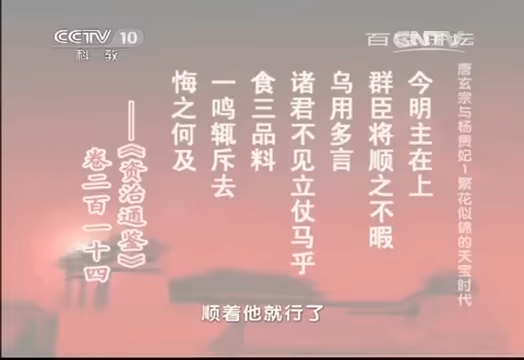 CCTV 10
科教
百家讲坛
CNTV
唐玄宗与杨贵妃1繁花似锦的天宝时代
今明主在上
群臣将顺之不暇
乌用多言
诸君不见立仗马乎
食三品料
一鸣辄斥去
悔之何及
——《资治通鉴》
卷二百一十四
顺着他就行了